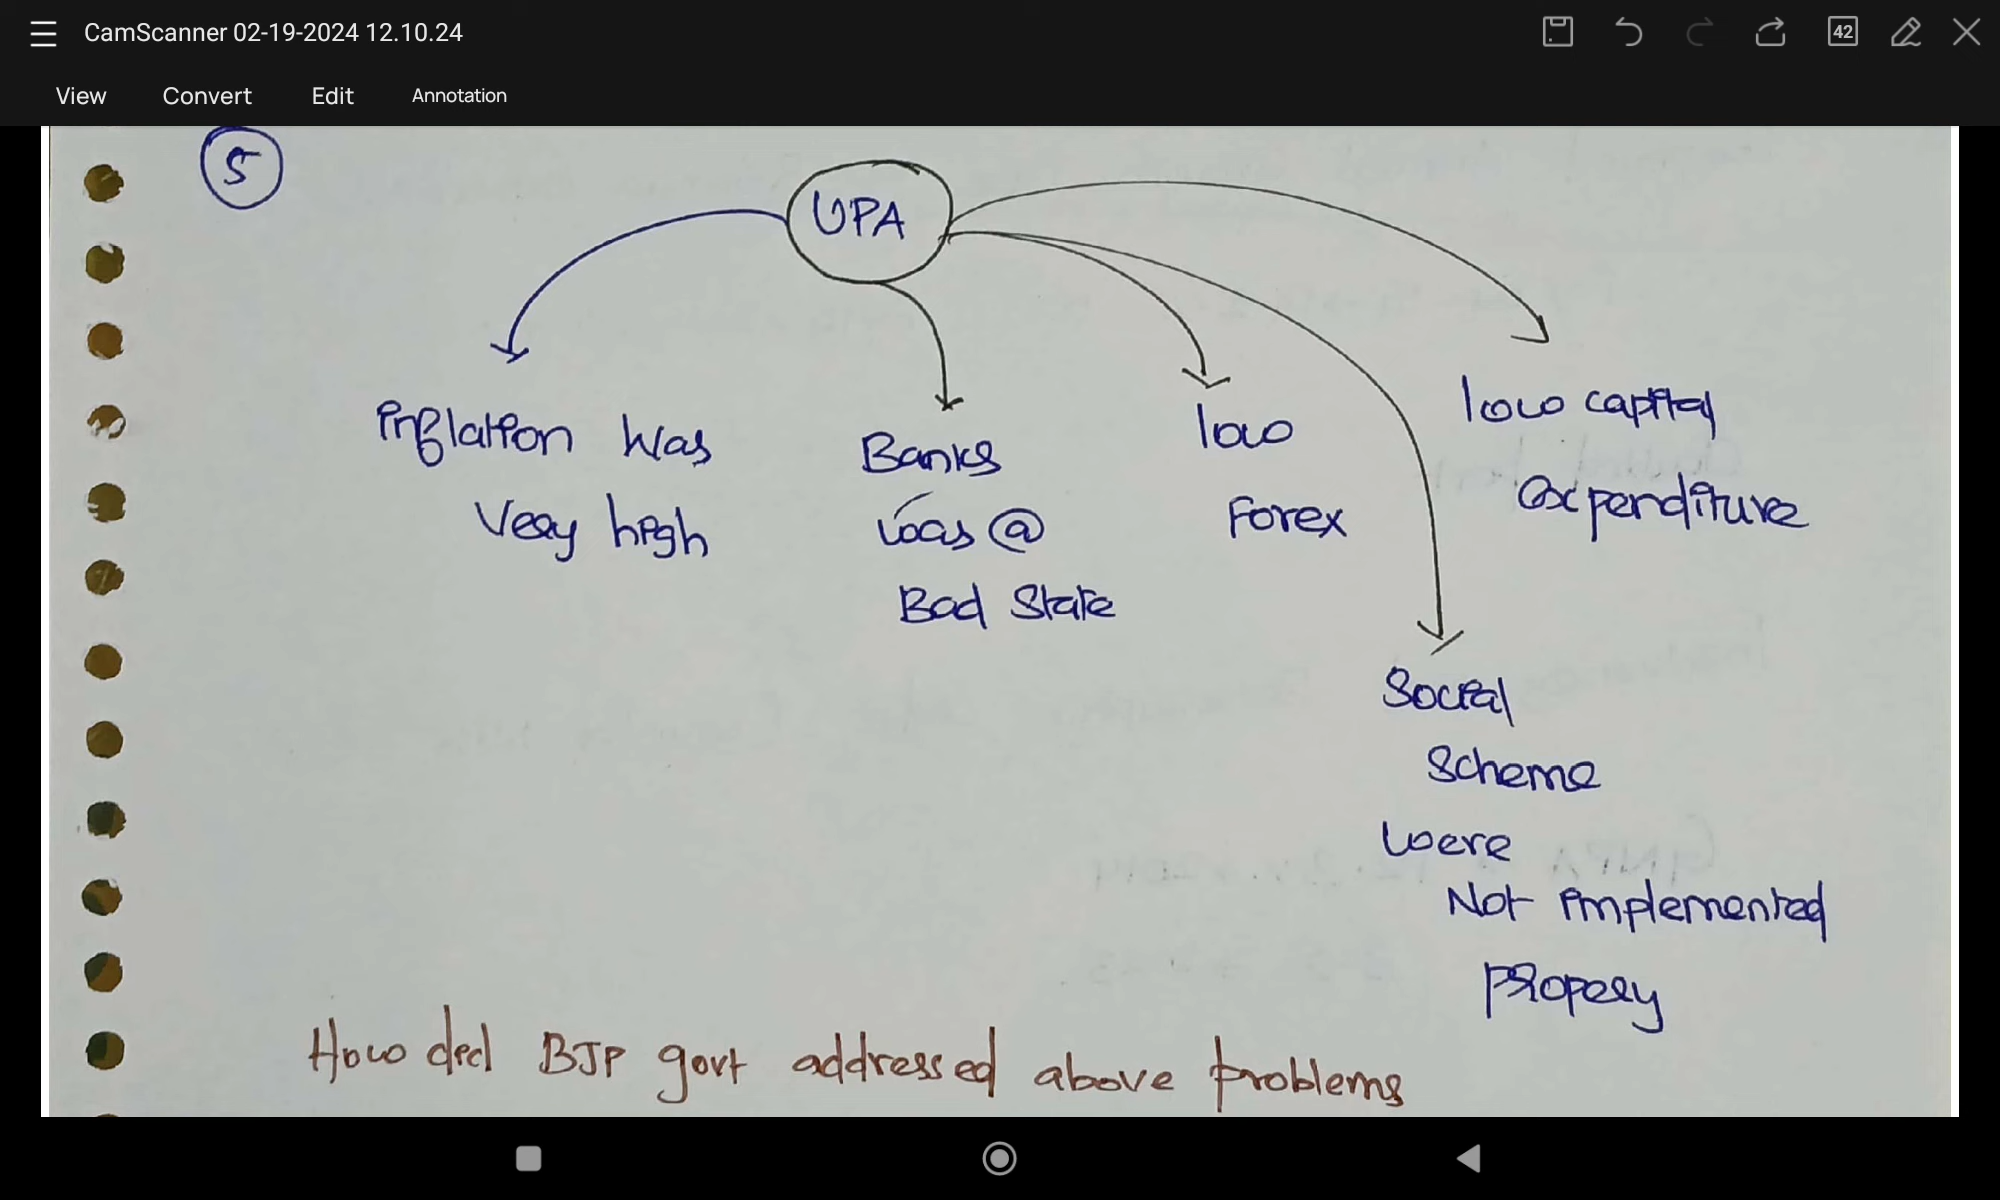 CamScanner 02-19-2024 12.10.24
42
View Convert Edit Annotation
5
UPA
Inflation was
very high
Banks
was @
Bad State
low
Forex
low capital
expenditure
Social
Scheme
were
Not implemented
Propery
How did BJP govt addressed above problems